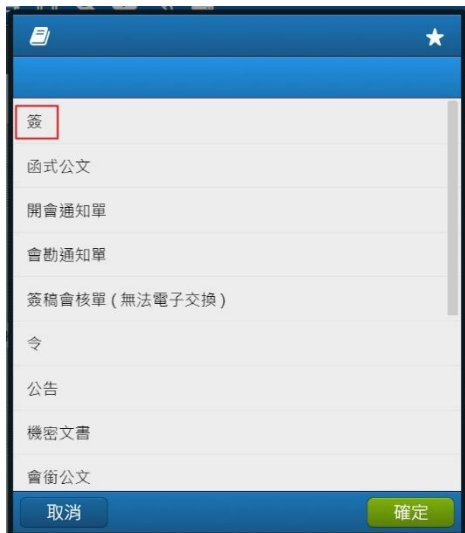 簽
函式公文
開會通知單
會勘通知單
簽稿會核單 ( 無法電子交換 )
令
公告
機密文書
會銜公文
取消
確定